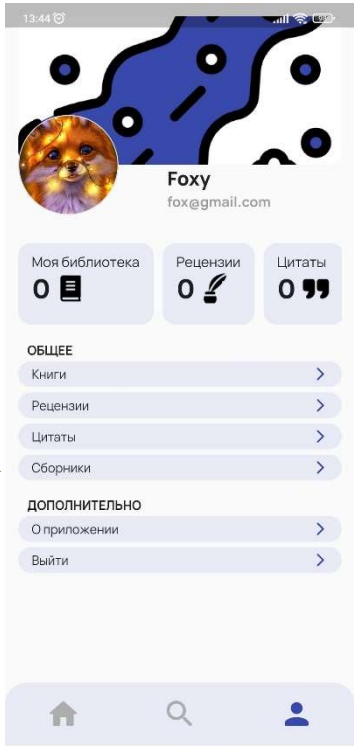 13:44
Foxy
fox@gmail.com
Моя библиотека
Рецензии
Цитаты
0
0
0
ОБЩЕЕ
Книги
Рецензии
Цитаты
Сборники
ДОПОЛНИТЕЛЬНО
О приложении
Выйти